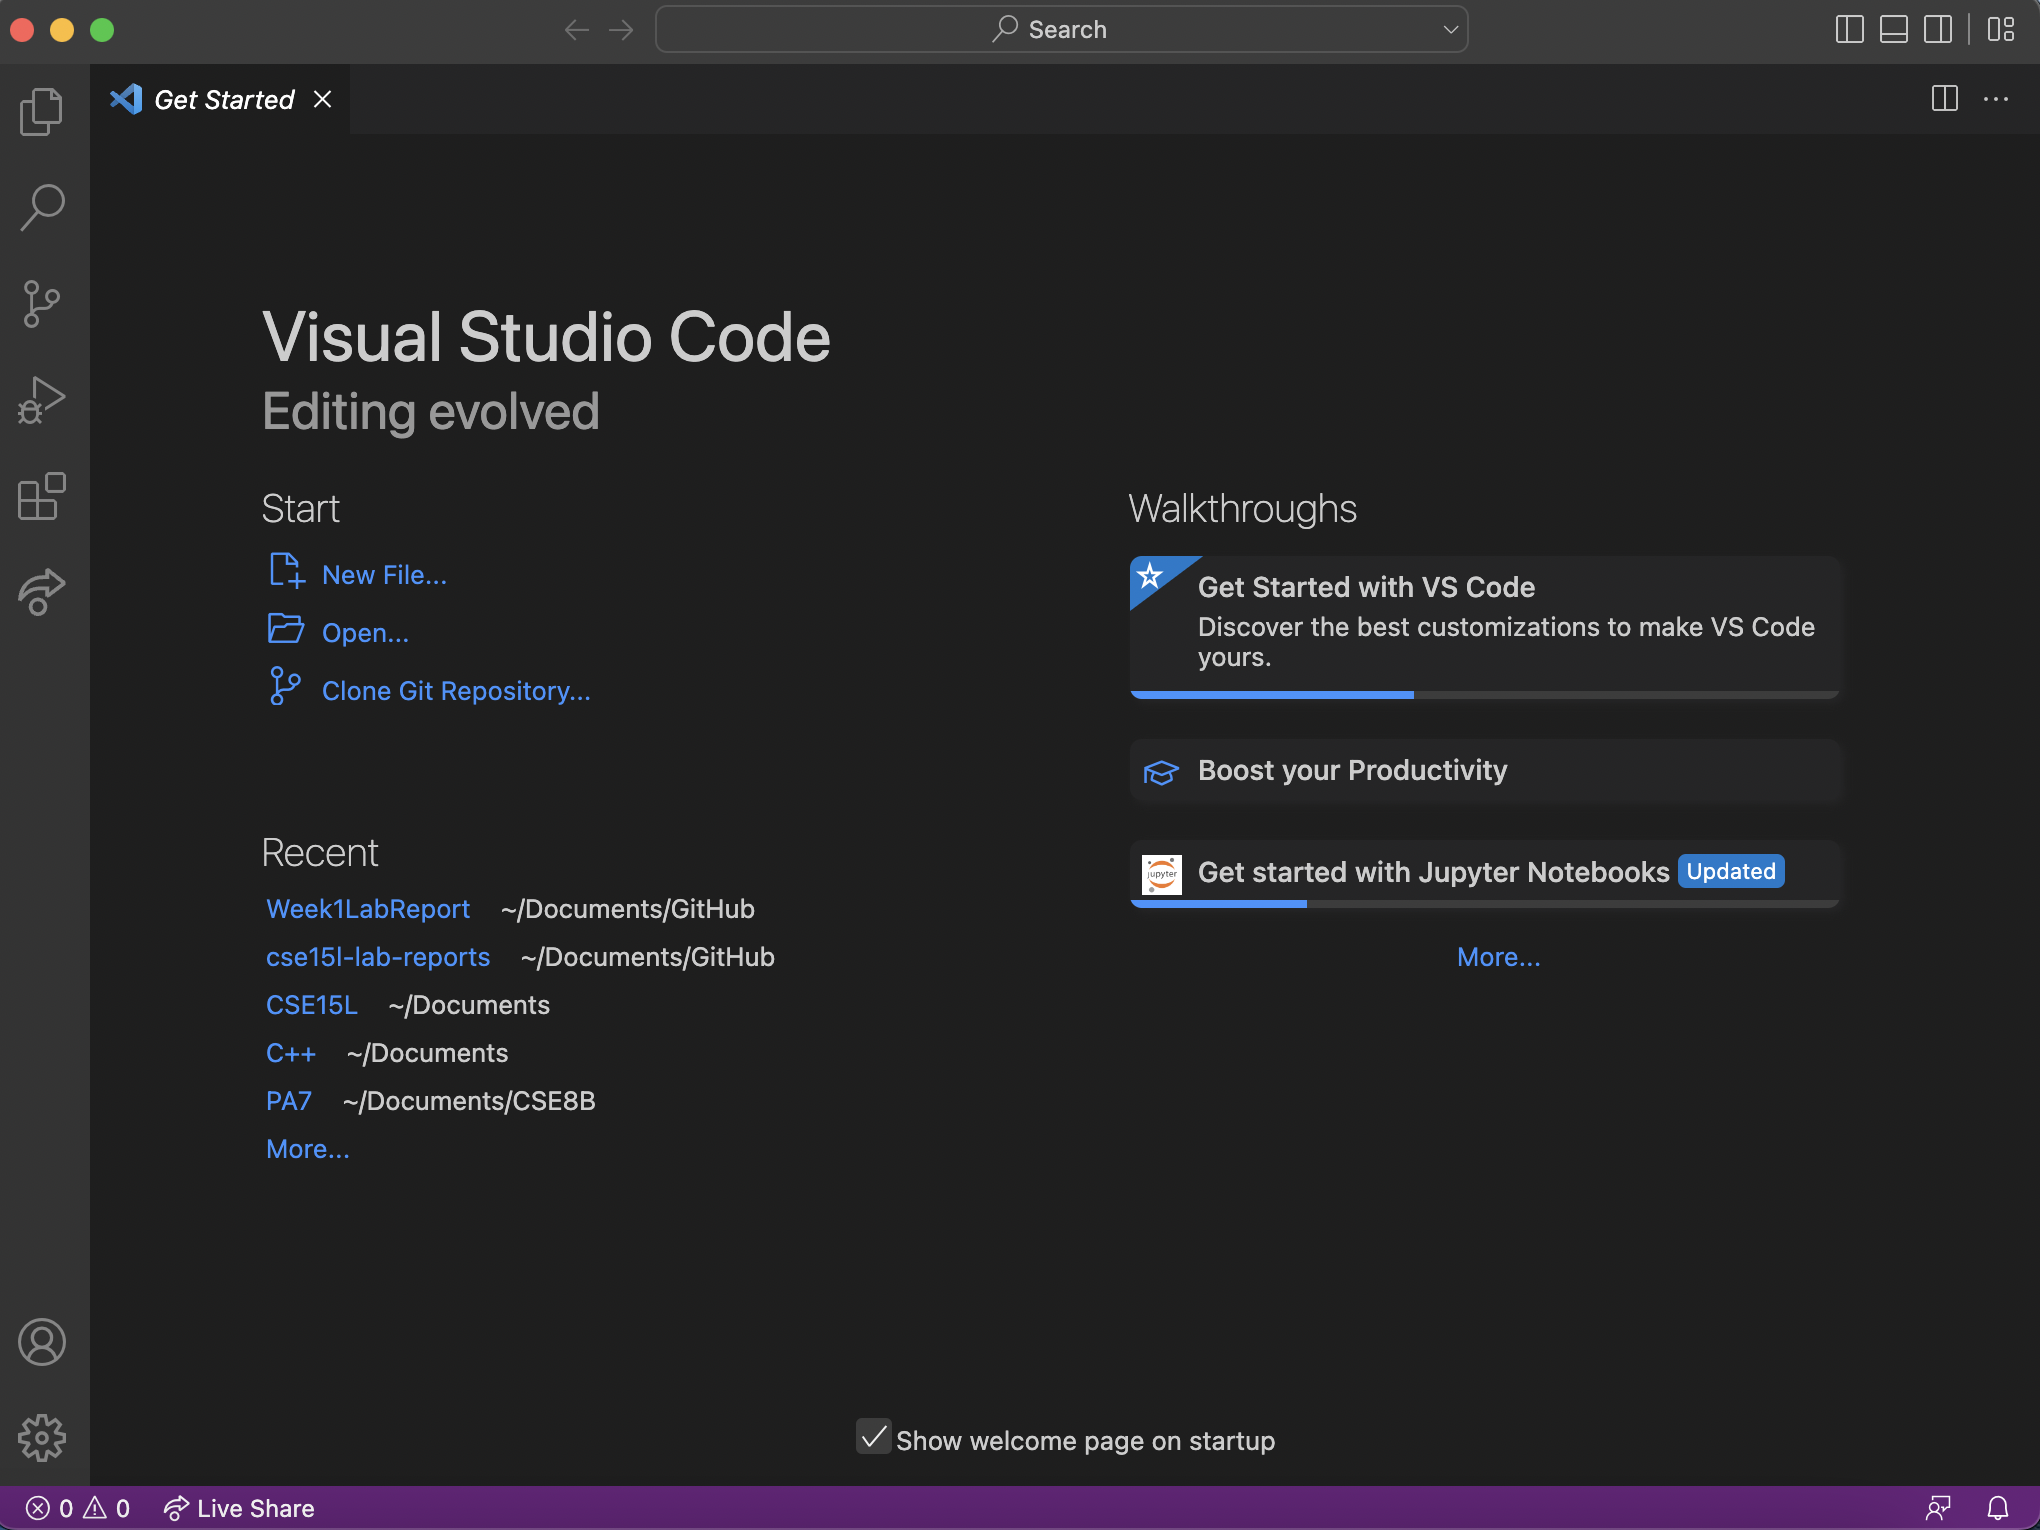 Search
Get Started
Visual Studio Code
Editing evolved
Start
New File...
Open...
Clone Git Repository...
Recent
Week1LabReport ~/Documents/GitHub
cse15l-lab-reports ~/Documents/GitHub
CSE15L ~/Documents
C++ ~/Documents
PA7 ~/Documents/CSE8B
More...
Walkthroughs
Get Started with VS Code
Discover the best customizations to make VS Code
yours.
Boost your Productivity
jupyter
Get started with Jupyter Notebooks Updated
More...
Show welcome page on startup
0 0 Live Share